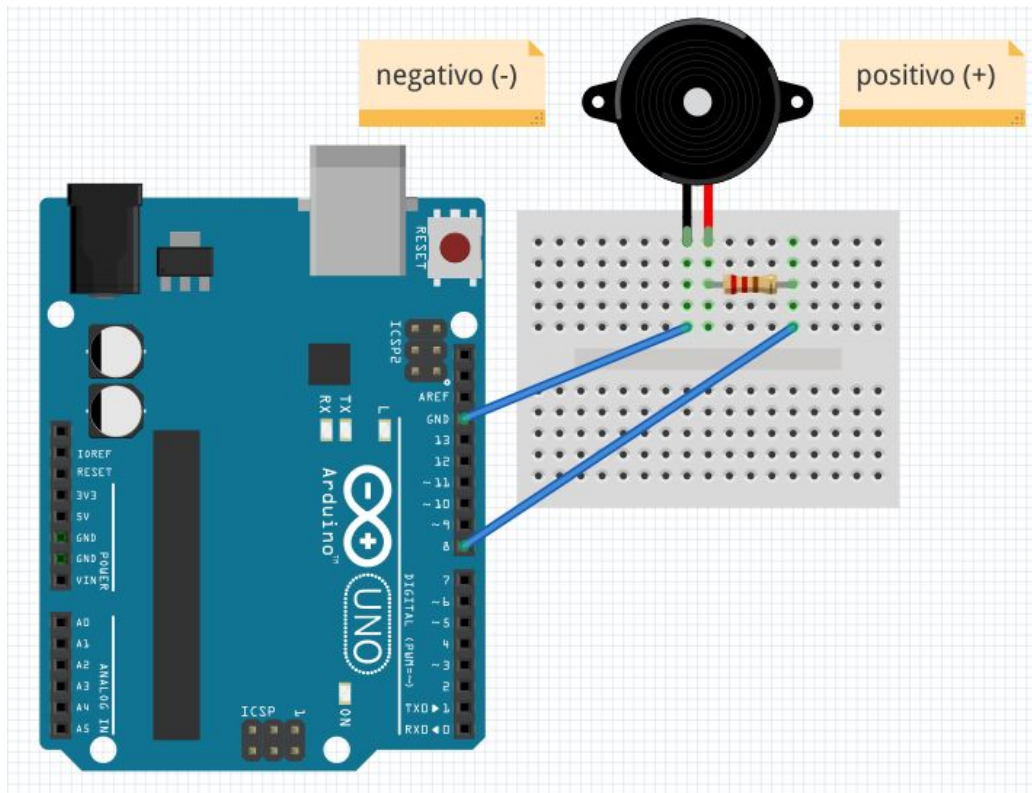 negativo (-)
positivo (+)
RESET
ICSP2
AREF
GND
13
12
~11
~10
~9
8
7
~6
~5
4
~3
2
TX0▶1
RX0◀0
RX
TX
L
Arduino™
UNO
DIGITAL (PWM=~)
IOREF
RESET
3V3
5V
GND
GND
VIN
POWER
A0
A1
A2
A3
A4
A5
ANALOG IN
ICSP
1
ON